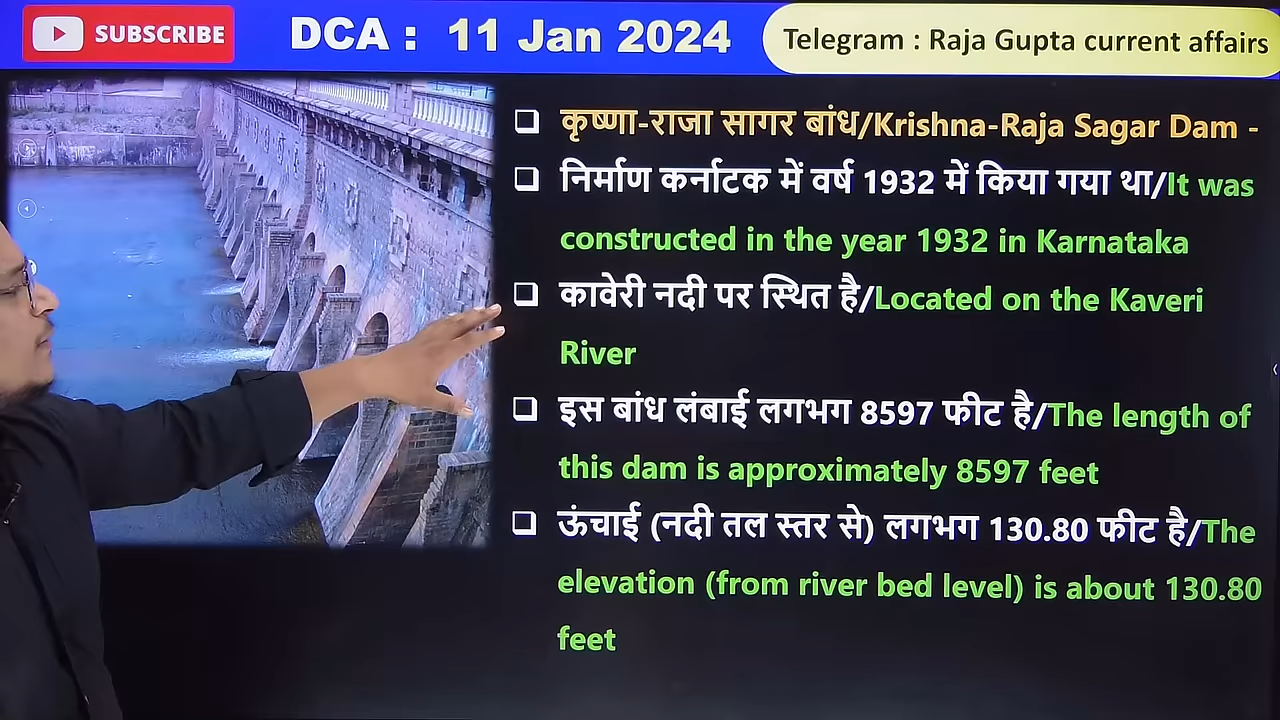 SUBSCRIBE
DCA : 11 Jan 2024
Telegram : Raja Gupta current affairs
कृष्णा-राजा सागर बांध/Krishna-Raja Sagar Dam -
निर्माण कर्नाटक में वर्ष 1932 में किया गया था/It was
constructed in the year 1932 in Karnataka
कावेरी नदी पर स्थित है/Located on the Kaveri
River
इस बांध लंबाई लगभग 8597 फीट है/The length of
this dam is approximately 8597 feet
ऊंचाई (नदी तल स्तर से) लगभग 130.80 फीट है/The
elevation (from river bed level) is about 130.80
feet